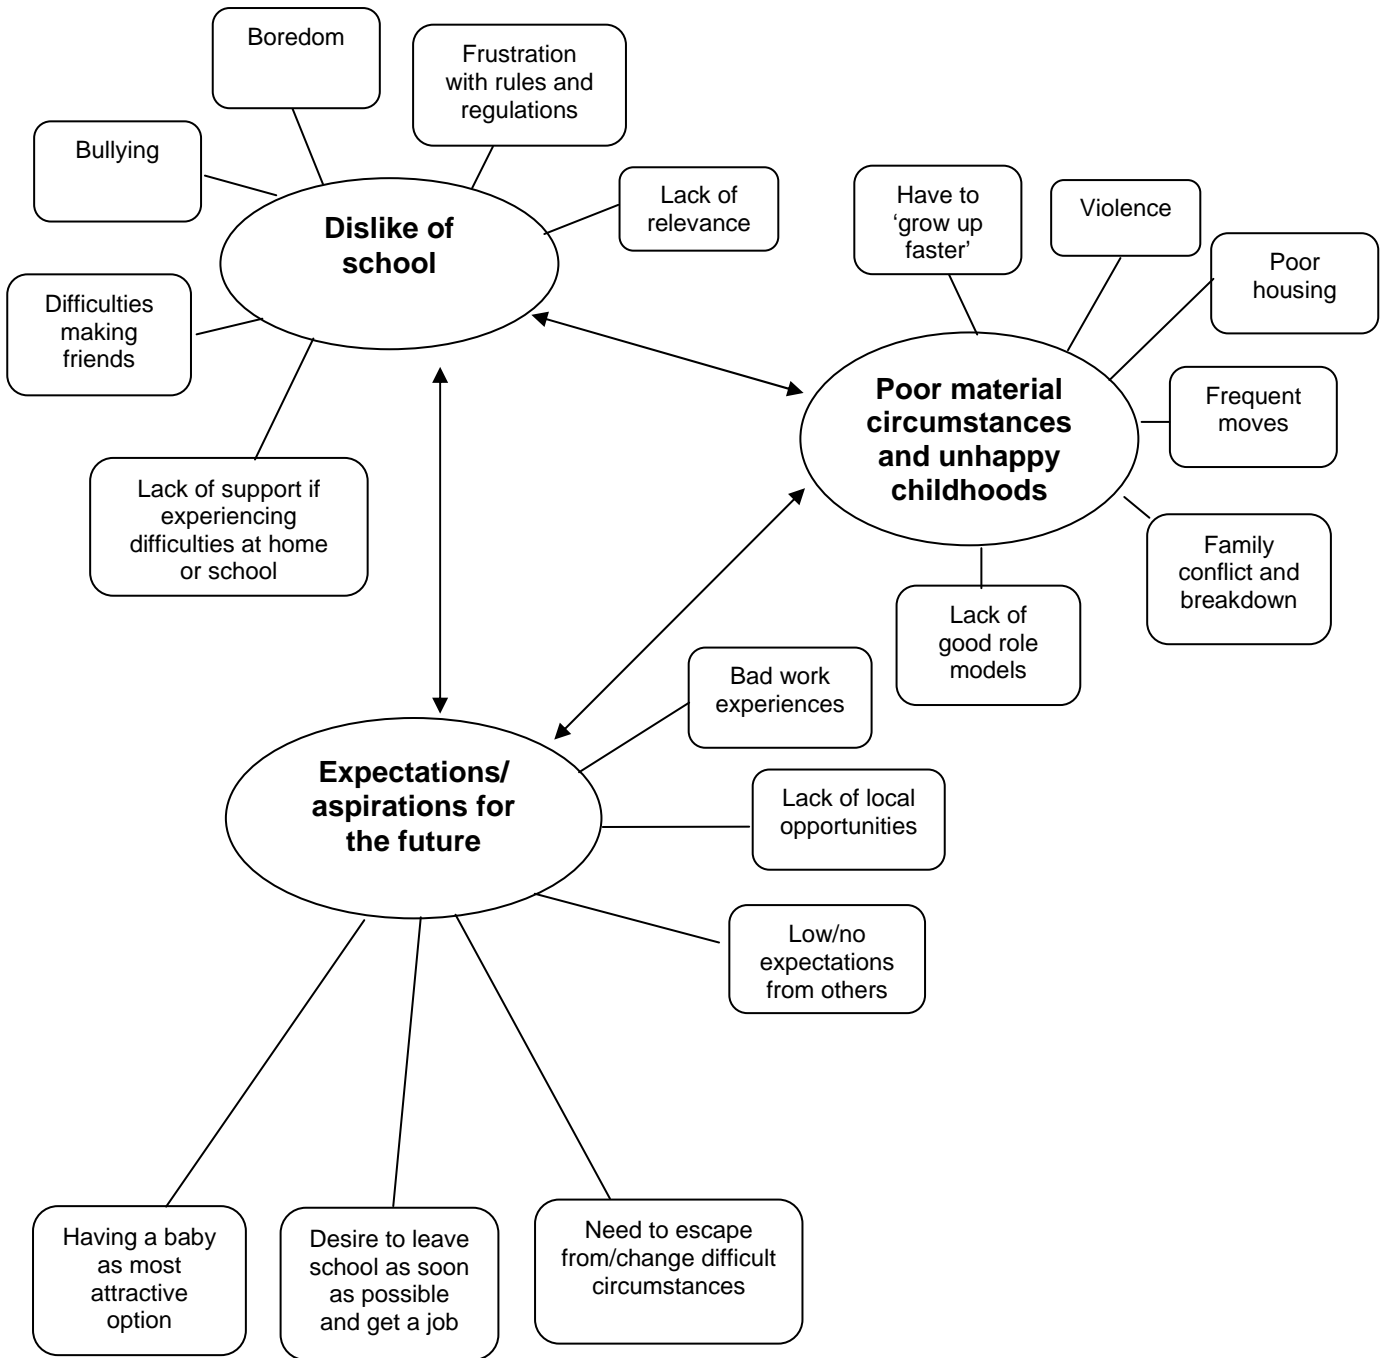 Boredom
Frustration
with rules and
regulations
Bullying
Lack of
relevance
Dislike of
school
Difficulties
making
friends
Lack of support if
experiencing
difficulties at home
or school
Have to
‘grow up
faster’
Violence
Poor
housing
Poor material
circumstances
and unhappy
childhoods
Frequent
moves
Family
conflict and
breakdown
Lack of
good role
models
Bad work
experiences
Expectations/
aspirations for
the future
Lack of local
opportunities
Low/no
expectations
from others
Having a baby
as most
attractive
option
Desire to leave
school as soon
as possible
and get a job
Need to escape
from/change difficult
circumstances